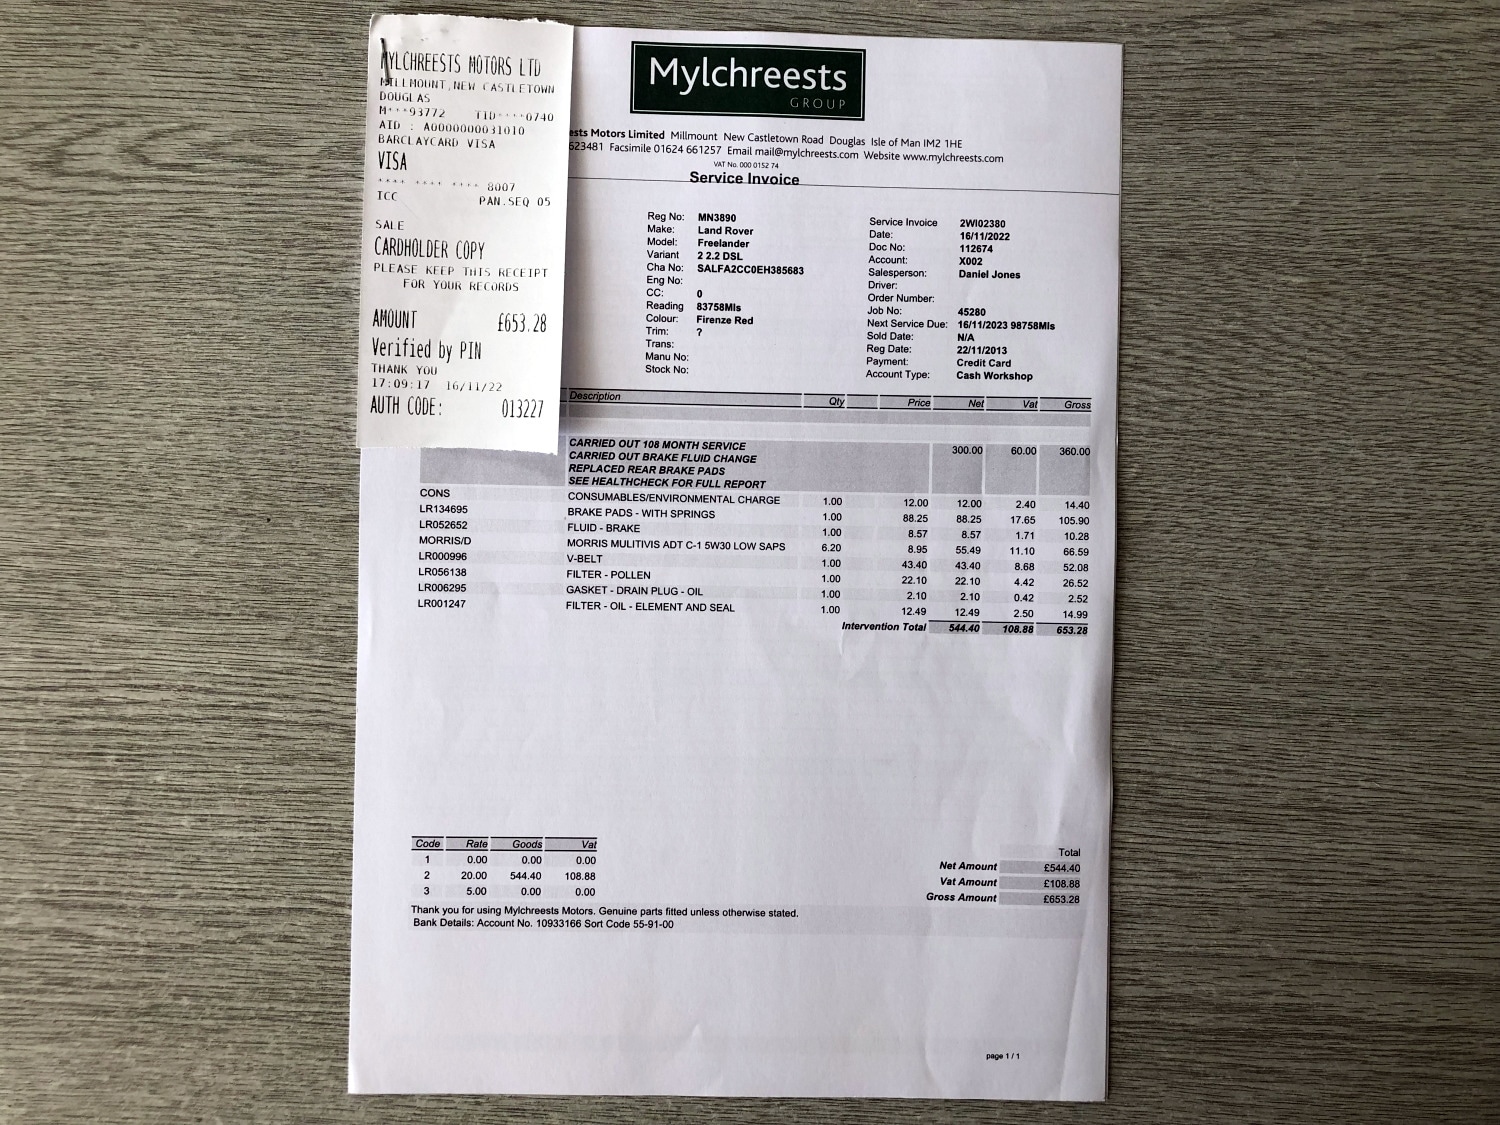 MYLCHREESTS MOTORS LTD
MILLMOUNT,NEW CASTLETOWN
DOUGLAS
M***93772 TID****0740
AID : A0000000031010
BARCLAYCARD VISA
VISA
**** **** **** 8007
ICC PAN.SEQ 05
SALE
CARDHOLDER COPY
PLEASE KEEP THIS RECEIPT
FOR YOUR RECORDS
AMOUNT £653.28
Verified by PIN
THANK YOU
17:09:17 16/11/22
AUTH CODE: 013227
Mylchreests
GROUP
ests Motors Limited Millmount New Castletown Road Douglas Isle of Man IM2 1HE
623481 Facsimile 01624 661257 Email mail@mylchreests.com Website www.mylchreests.com
VAT No. 000 0152 74
Service Invoice
Reg No: MN3890
Make: Land Rover
Model: Freelander
Variant 2 2.2 DSL
Cha No: SALFA2CC0EH385683
Eng No:
CC: 0
Reading 83758Mls
Colour: Firenze Red
Trim: ?
Trans:
Manu No:
Stock No:
Service Invoice 2WI02380
Date: 16/11/2022
Doc No: 112674
Account: X002
Salesperson: Daniel Jones
Driver:
Order Number:
Job No: 45280
Next Service Due: 16/11/2023 98758Mls
Sold Date: N/A
Reg Date: 22/11/2013
Payment: Credit Card
Account Type: Cash Workshop
Description Qty Price Net Vat Gross
CARRIED OUT 108 MONTH SERVICE 300.00 60.00 360.00
CARRIED OUT BRAKE FLUID CHANGE
REPLACED REAR BRAKE PADS
SEE HEALTHCHECK FOR FULL REPORT
CONS CONSUMABLES/ENVIRONMENTAL CHARGE 1.00 12.00 12.00 2.40 14.40
LR134695 BRAKE PADS - WITH SPRINGS 1.00 88.25 88.25 17.65 105.90
LR052652 FLUID - BRAKE 1.00 8.57 8.57 1.71 10.28
MORRIS/D MORRIS MULITIVIS ADT C-1 5W30 LOW SAPS 6.20 8.95 55.49 11.10 66.59
LR000996 V-BELT 1.00 43.40 43.40 8.68 52.08
LR056138 FILTER - POLLEN 1.00 22.10 22.10 4.42 26.52
LR006295 GASKET - DRAIN PLUG - OIL 1.00 2.10 2.10 0.42 2.52
LR001247 FILTER - OIL - ELEMENT AND SEAL 1.00 12.49 12.49 2.50 14.99
Intervention Total 544.40 108.88 653.28
Code Rate Goods Vat
1 0.00 0.00 0.00
2 20.00 544.40 108.88
3 5.00 0.00 0.00
Total
Net Amount £544.40
Vat Amount £108.88
Gross Amount £653.28
Thank you for using Mylchreests Motors. Genuine parts fitted unless otherwise stated.
Bank Details: Account No. 10933166 Sort Code 55-91-00
page 1 / 1